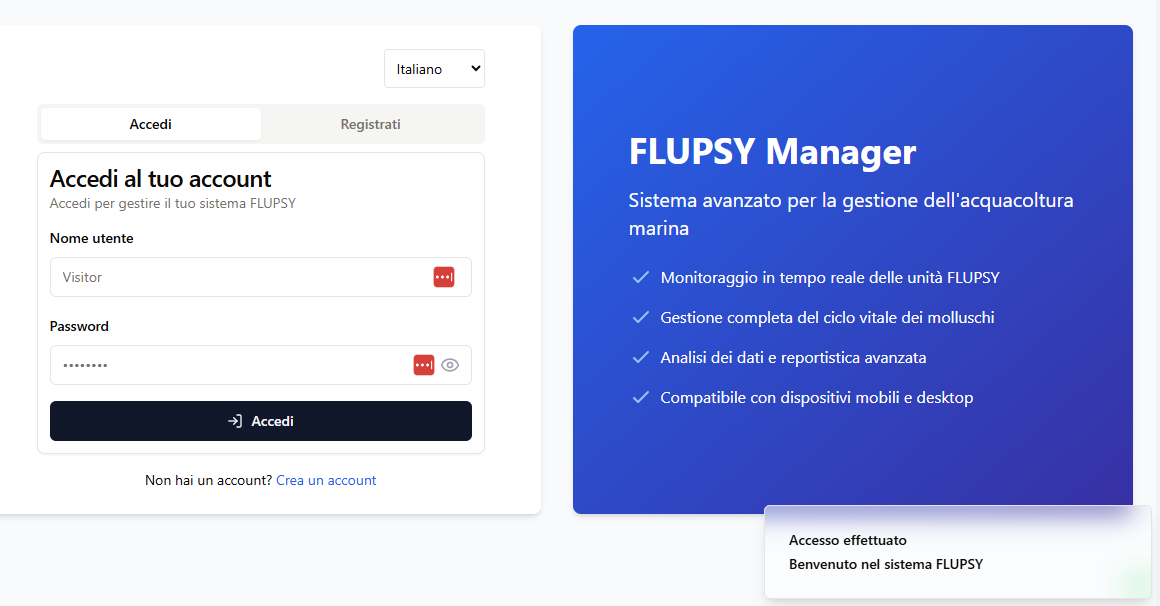 Italiano
Accedi
Registrati
Accedi al tuo account
Accedi per gestire il tuo sistema FLUPSY
Nome utente
Visitor
Password
••••••••
Accedi
Non hai un account? Crea un account
FLUPSY Manager
Sistema avanzato per la gestione dell'acquacoltura
marina
Monitoraggio in tempo reale delle unità FLUPSY
Gestione completa del ciclo vitale dei molluschi
Analisi dei dati e reportistica avanzata
Compatibile con dispositivi mobili e desktop
Accesso effettuato
Benvenuto nel sistema FLUPSY